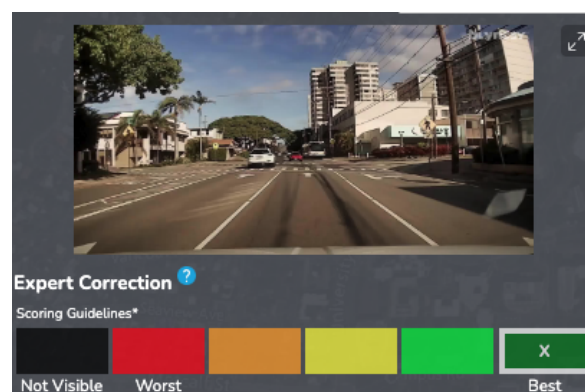 Expert Correction ?
Scoring Guidelines*
X
Not Visible
Worst
Best